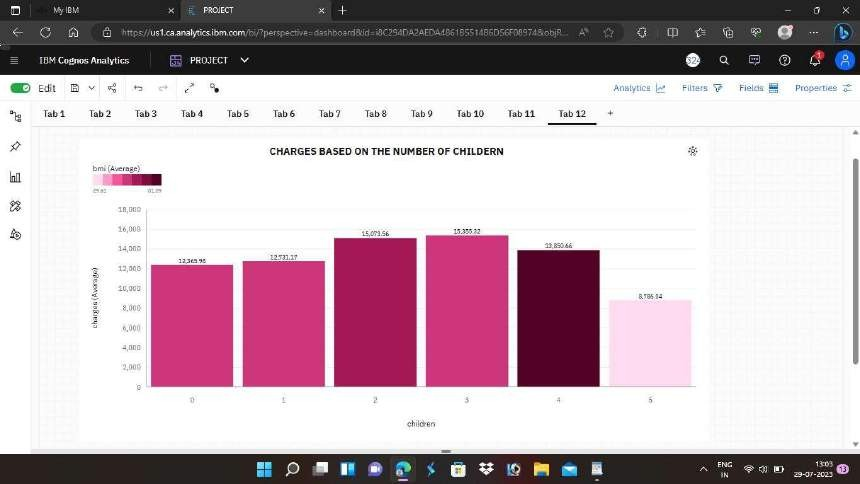 My IBM
PROJECT
https://us1.ca.analytics.ibm.com/bi/?perspective=dashboard&id=i8C294DA2AEDA4861B5514B6D56F08974&objR...
IBM Cognos Analytics
PROJECT
324
1
Edit
Analytics
Filters
Fields
Properties
Tab 1 Tab 2 Tab 3 Tab 4 Tab 5 Tab 6 Tab 7 Tab 8 Tab 9 Tab 10 Tab 11 Tab 12
CHARGES BASED ON THE NUMBER OF CHILDERN
bmi (Average)
charges (Average)
18,000
16,000
14,000
12,000
10,000
8,000
6,000
4,000
2,000
0
12,365.98
12,731.17
15,073.56
15,355.32
13,850.66
8,786.04
0 1 2 3 4 5
children
ENG
IN
13:03
29-07-2023
13